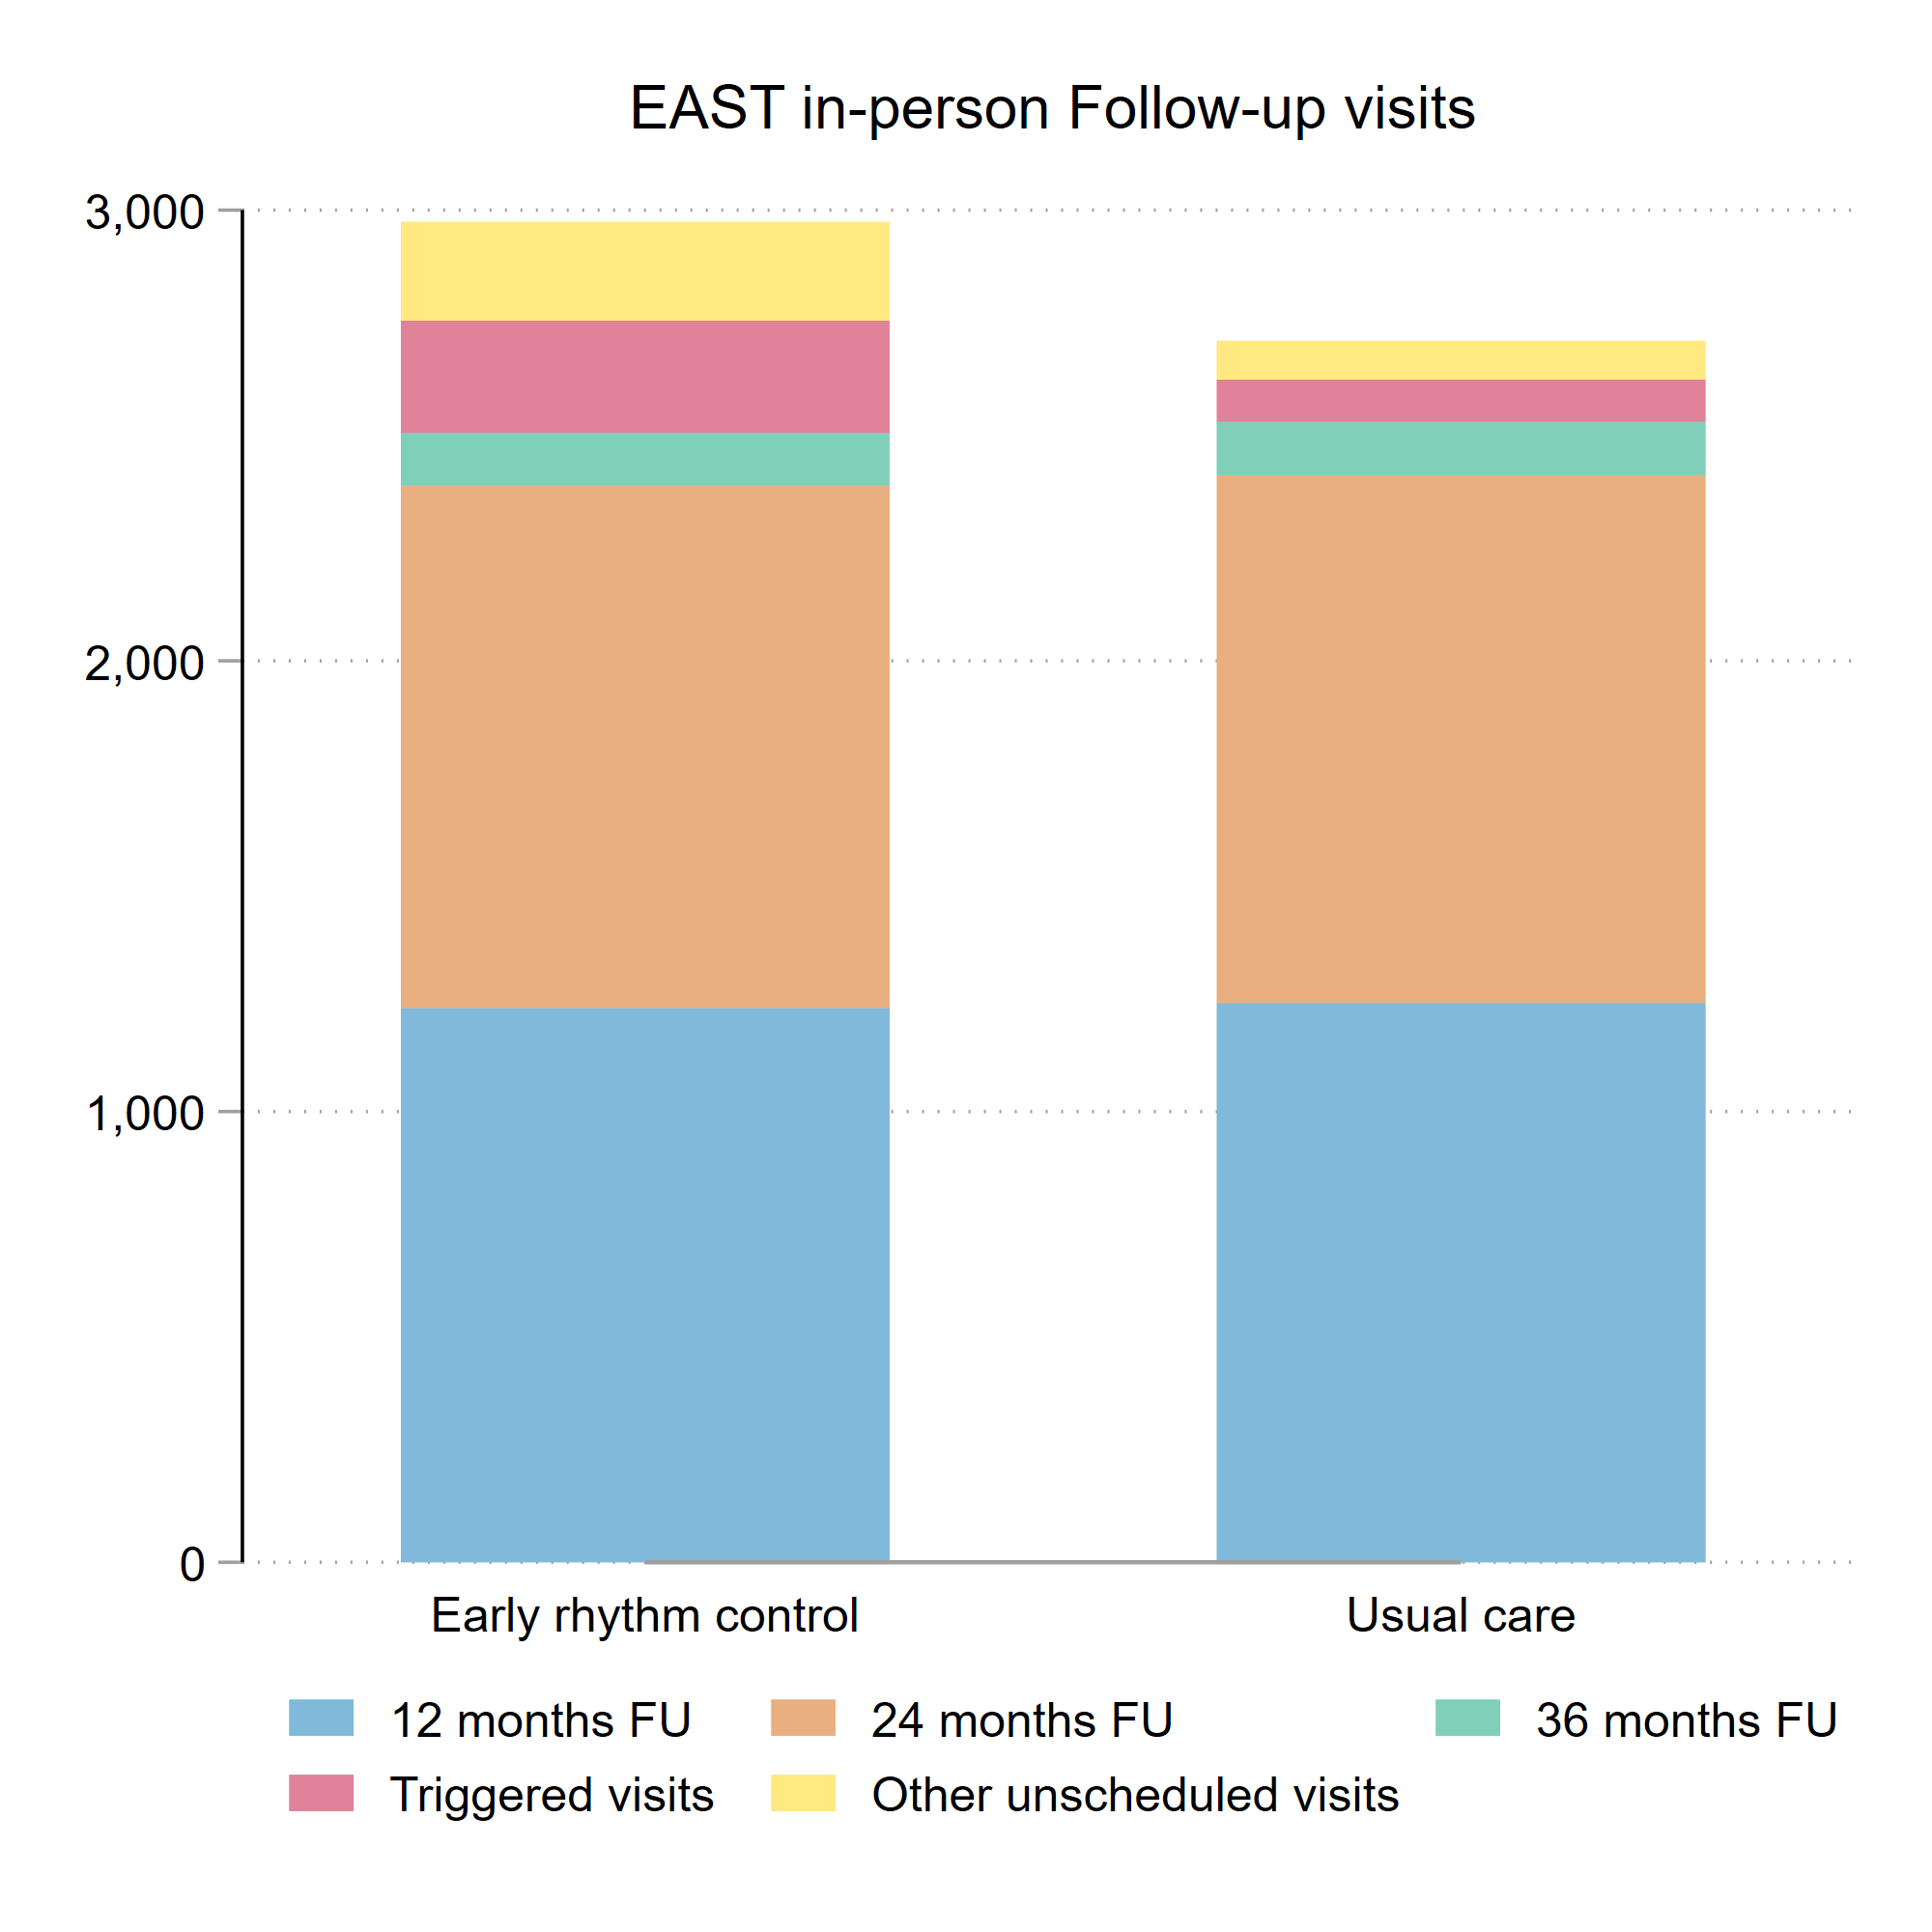 EAST in-person Follow-up visits
3,000
2,000
1,000
0
Early rhythm control Usual care
12 months FU 24 months FU 36 months FU
Triggered visits Other unscheduled visits